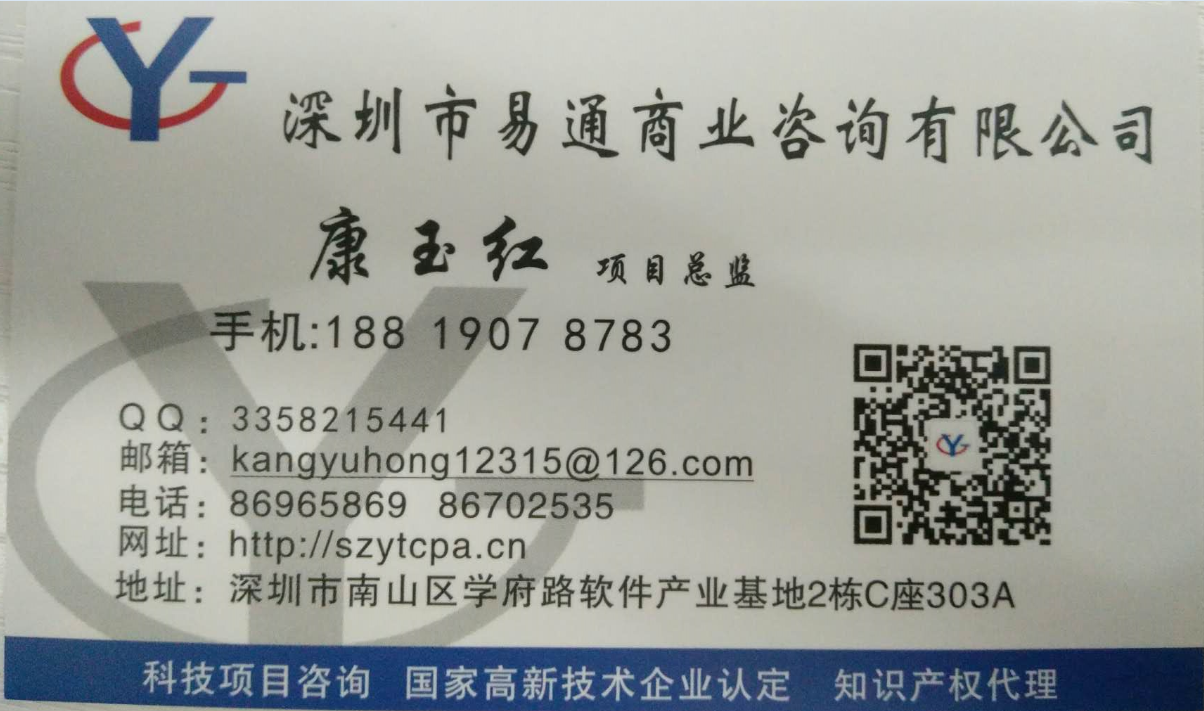 深圳市易通商业咨询有限公司
康玉红 项目总监
手机:188 1907 8783
QQ：3358215441
邮箱：kangyuhong12315@126.com
电话：86965869 86702535
网址：http://szytcpa.cn
地址：深圳市南山区学府路软件产业基地2栋C座303A
科技项目咨询 国家高新技术企业认定 知识产权代理